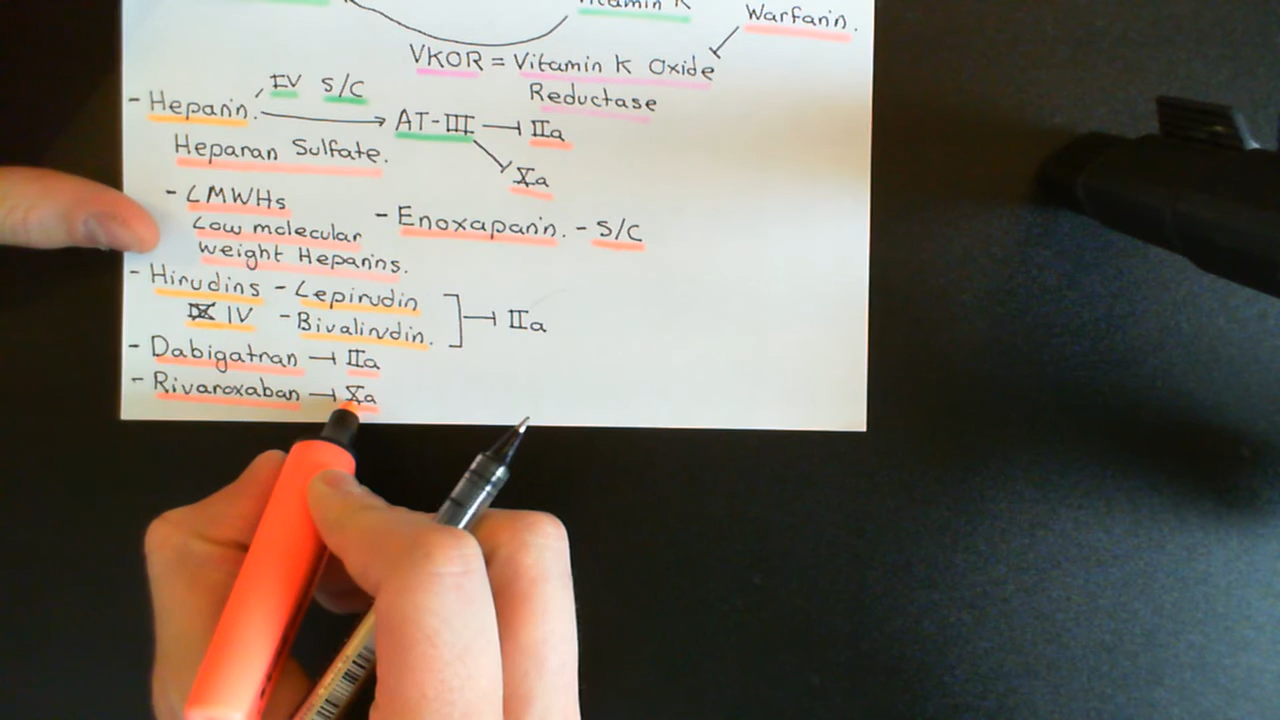 Warfarin.
VKOR = Vitamin K Oxide
Reductase
- Heparin. IV S/C → AT-III ⊣ IIa
Heparan Sulfate. ⊣ Xa
- LMWHs - Enoxaparin. - S/C
Low molecular
weight Heparins.
- Hirudins - Lepirudin
IV - Bivalirudin. ] ⊣ IIa
- Dabigatran ⊣ IIa
- Rivaroxaban ⊣ Xa